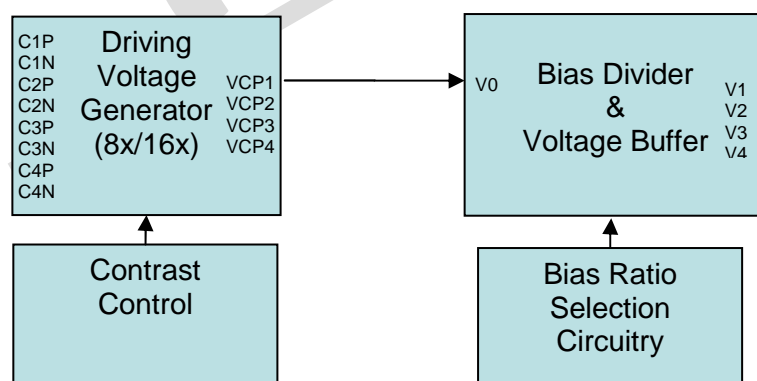 C1P
C1N
C2P
C2N
C3P
C3N
C4P
C4N
Driving
Voltage
Generator
(8x/16x)
VCP1
VCP2
VCP3
VCP4
V0
Bias Divider
&
Voltage Buffer
V1
V2
V3
V4
Contrast
Control
Bias Ratio
Selection
Circuitry